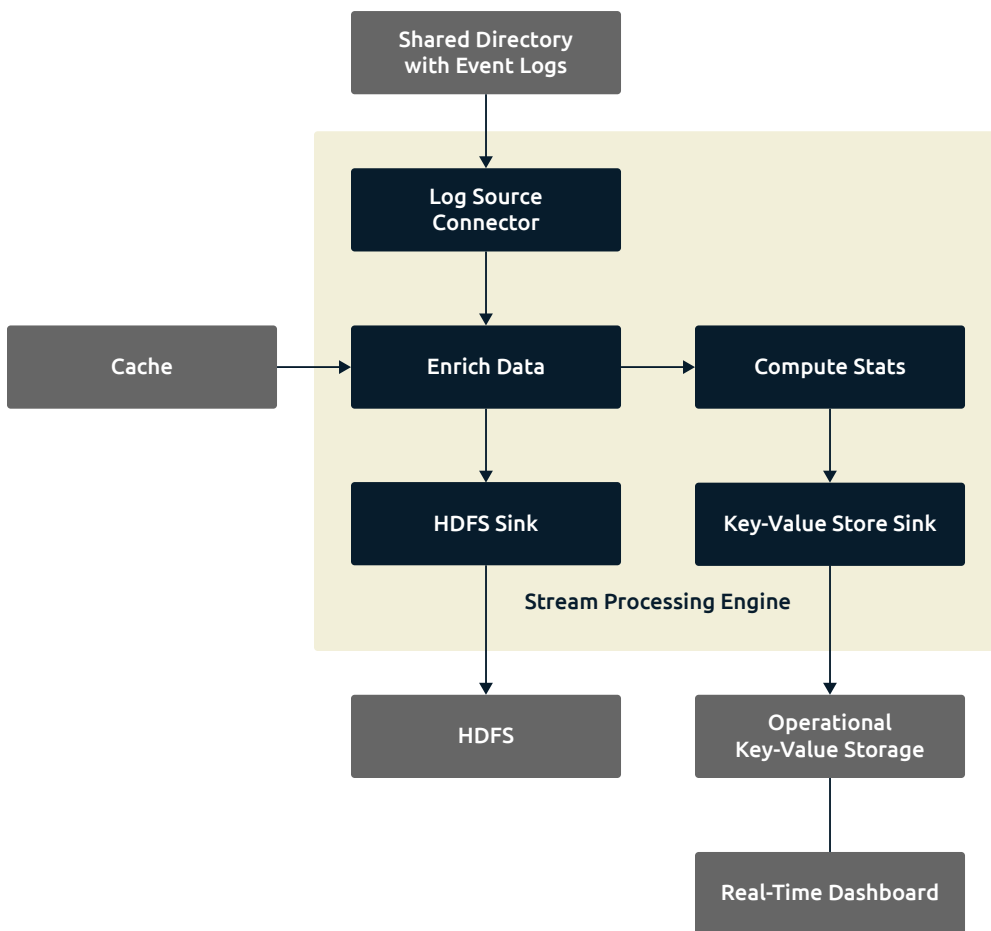 Shared Directory
with Event Logs
Log Source
Connector
Cache
Enrich Data
Compute Stats
HDFS Sink
Key-Value Store Sink
Stream Processing Engine
HDFS
Operational
Key-Value Storage
Real-Time Dashboard